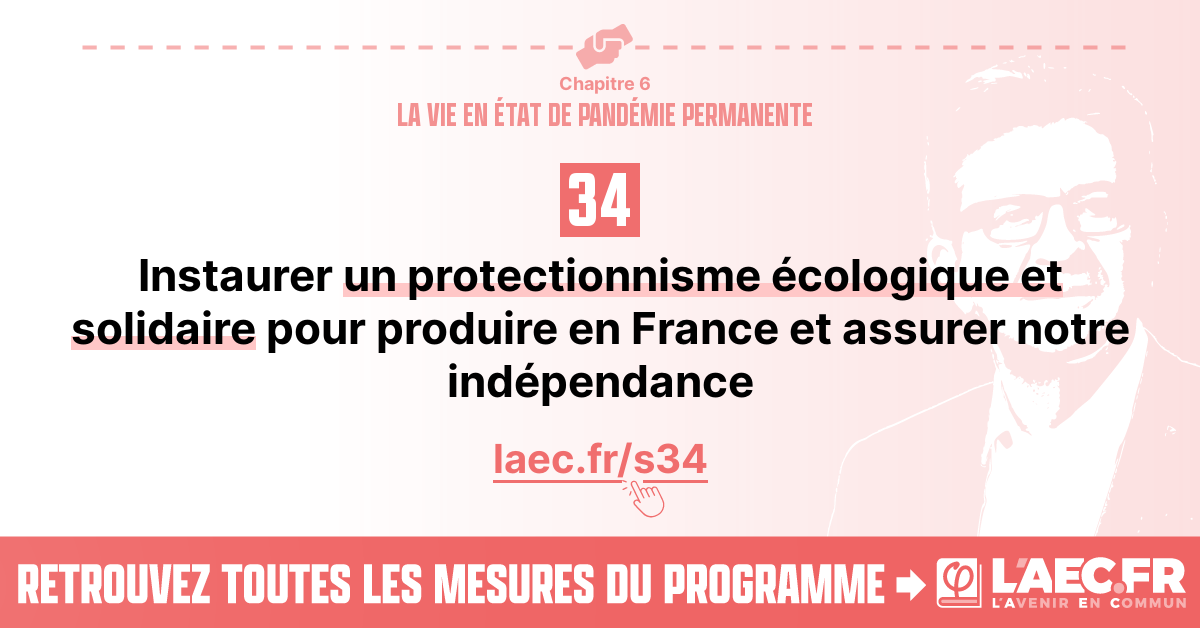 Chapitre 6
LA VIE EN ÉTAT DE PANDÉMIE PERMANENTE
34
Instaurer un protectionnisme écologique et
solidaire pour produire en France et assurer notre
indépendance
laec.fr/s34
RETROUVEZ TOUTES LES MESURES DU PROGRAMME
φ
L'AEC.FR
L'AVENIR EN COMMUN